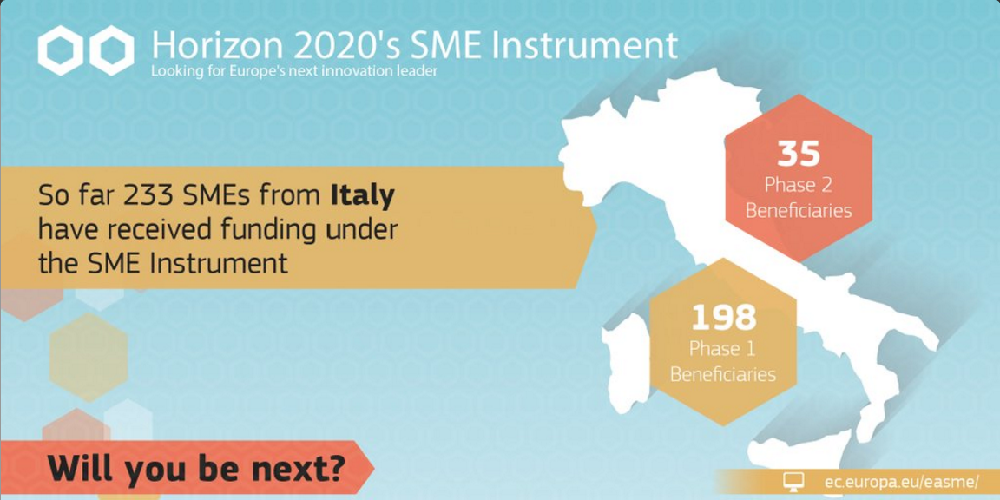 Horizon 2020's SME Instrument
Looking for Europe's next innovation leader
So far 233 SMEs from Italy
have received funding under
the SME Instrument
35
Phase 2
Beneficiaries
198
Phase 1
Beneficiaries
Will you be next?
ec.europa.eu/easme/